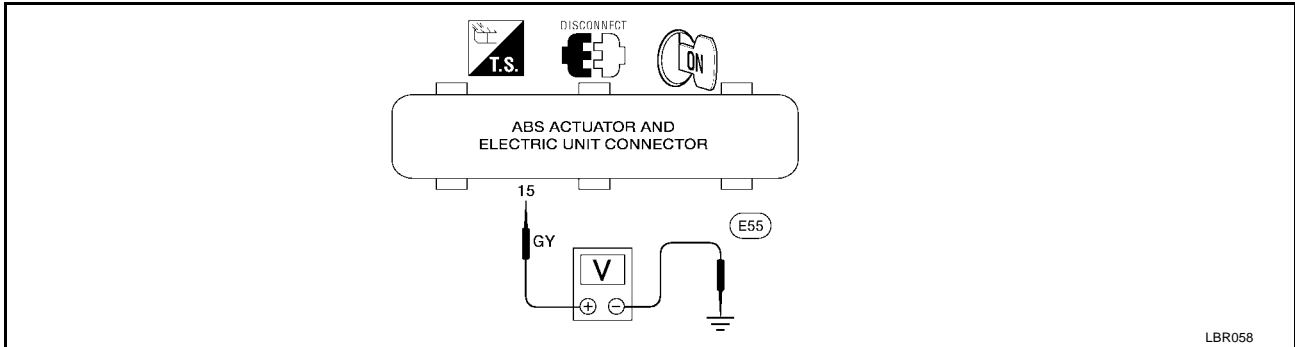 DISCONNECT
T.S.
ON
ABS ACTUATOR AND
ELECTRIC UNIT CONNECTOR
15
GY
E55
V
+ −
LBR058